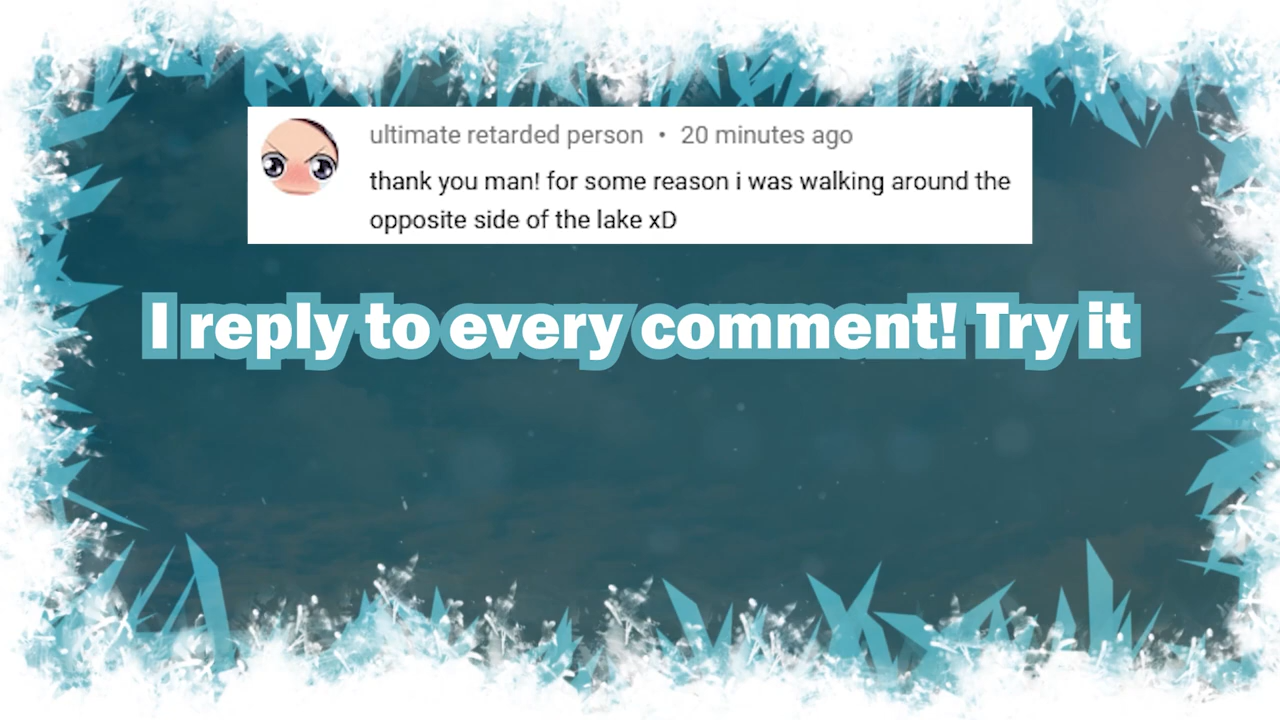 ultimate retarded person • 20 minutes ago
thank you man! for some reason i was walking around the
opposite side of the lake xD
I reply to every comment! Try it